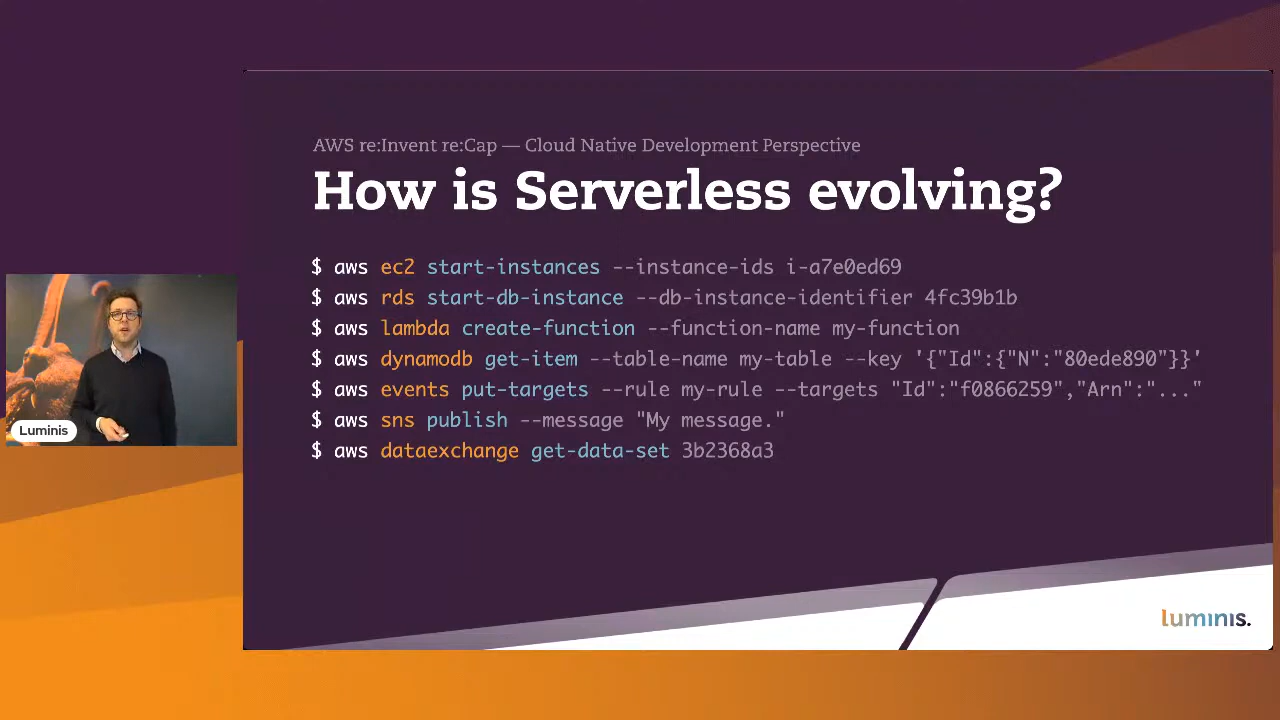 AWS re:Invent re:Cap — Cloud Native Development Perspective
How is Serverless evolving?
$ aws ec2 start-instances --instance-ids i-a7e0ed69
$ aws rds start-db-instance --db-instance-identifier 4fc39b1b
$ aws lambda create-function --function-name my-function
$ aws dynamodb get-item --table-name my-table --key '{"Id":{"N":"80ede890"}}'
$ aws events put-targets --rule my-rule --targets "Id":"f0866259","Arn":"..."
$ aws sns publish --message "My message."
$ aws dataexchange get-data-set 3b2368a3
Luminis
luminis.